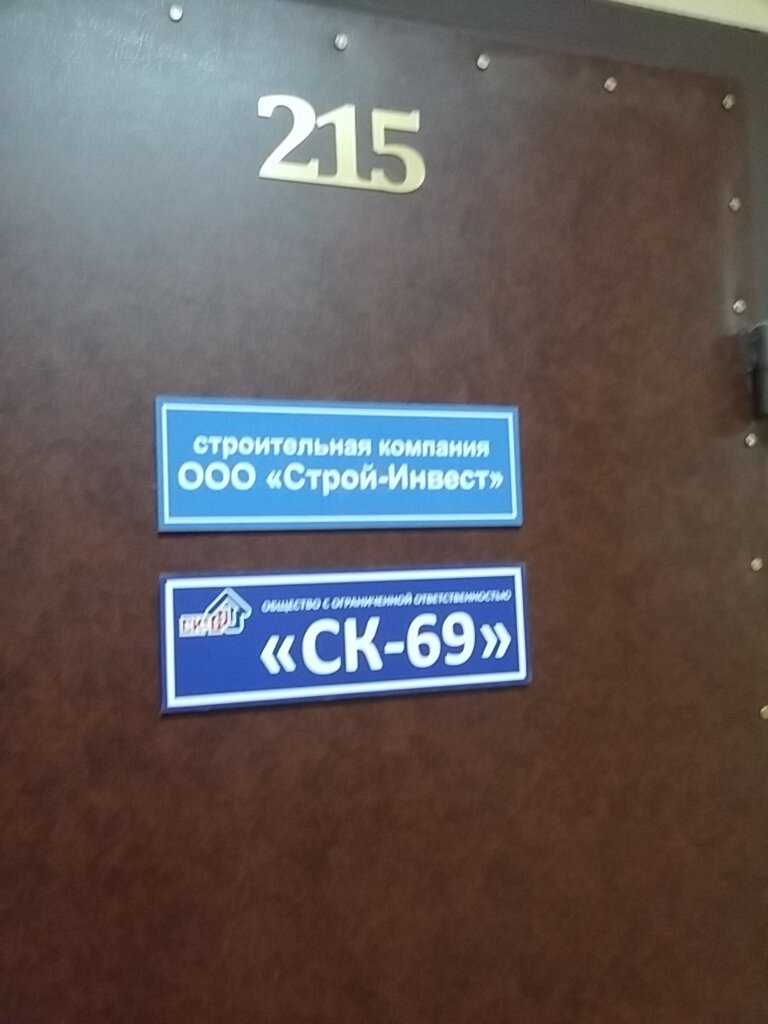 215
строительная компания
ООО «Строй-Инвест»
ОБЩЕСТВО С ОГРАНИЧЕННОЙ ОТВЕТСТВЕННОСТЬЮ
«СК-69»